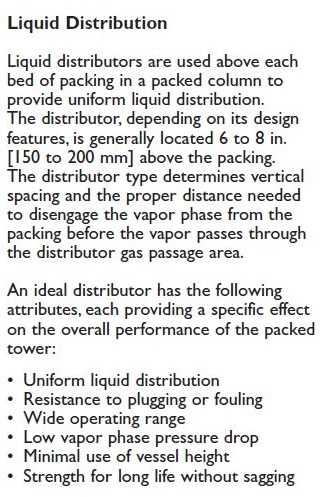 Liquid Distribution
Liquid distributors are used above each
bed of packing in a packed column to
provide uniform liquid distribution.
The distributor, depending on its design
features, is generally located 6 to 8 in.
[150 to 200 mm] above the packing.
The distributor type determines vertical
spacing and the proper distance needed
to disengage the vapor phase from the
packing before the vapor passes through
the distributor gas passage area.
An ideal distributor has the following
attributes, each providing a specific effect
on the overall performance of the packed
tower:
• Uniform liquid distribution
• Resistance to plugging or fouling
• Wide operating range
• Low vapor phase pressure drop
• Minimal use of vessel height
• Strength for long life without sagging